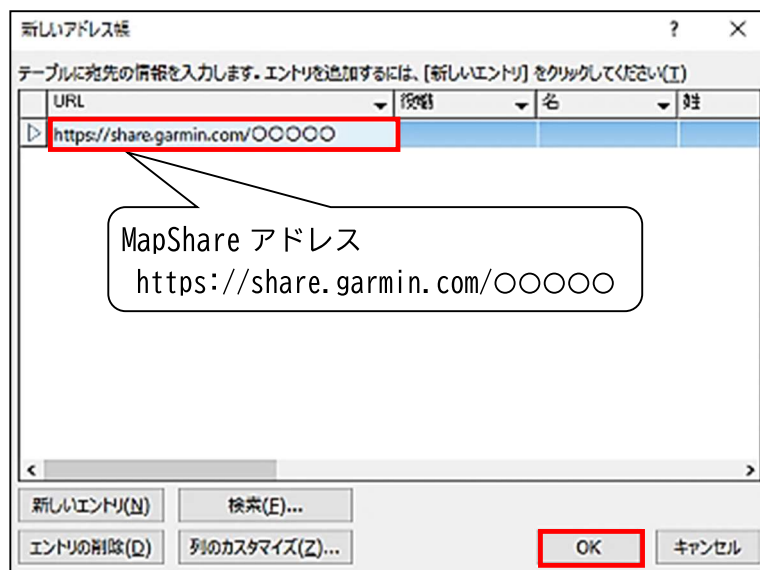 新しいアドレス帳 ? ×
テーブルに宛先の情報を入力します。エントリを追加するには、[新しいエントリ] をクリックしてください(T)
URL 役職 名 姓
https://share.garmin.com/〇〇〇〇〇
MapShare アドレス
https://share.garmin.com/〇〇〇〇〇
新しいエントリ(N) 検索(F)...
エントリの削除(D) 列のカスタマイズ(Z)... OK キャンセル